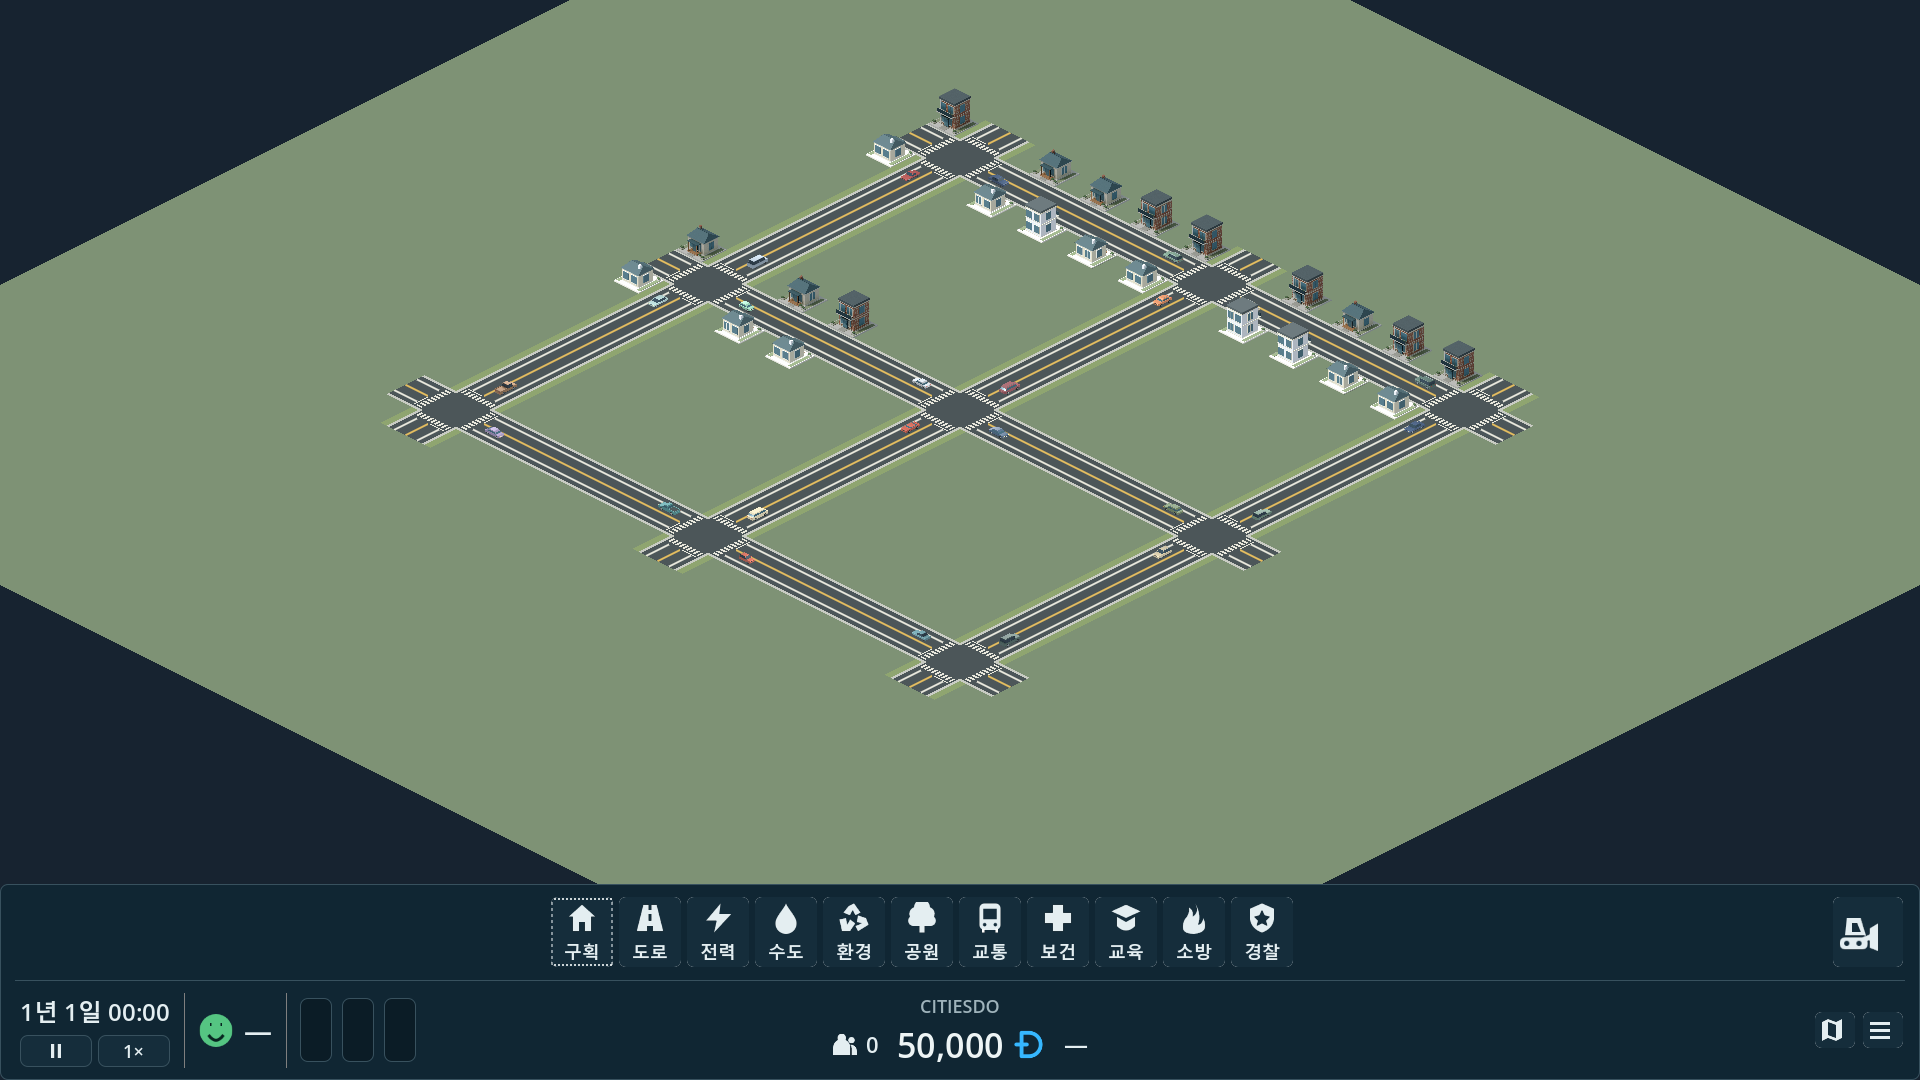 구획 도로 전력 수도 환경 공원 교통 보건 교육 소방 경찰
1년 1일 00:00
1×
CITIESDO
0 50,000 Đ —